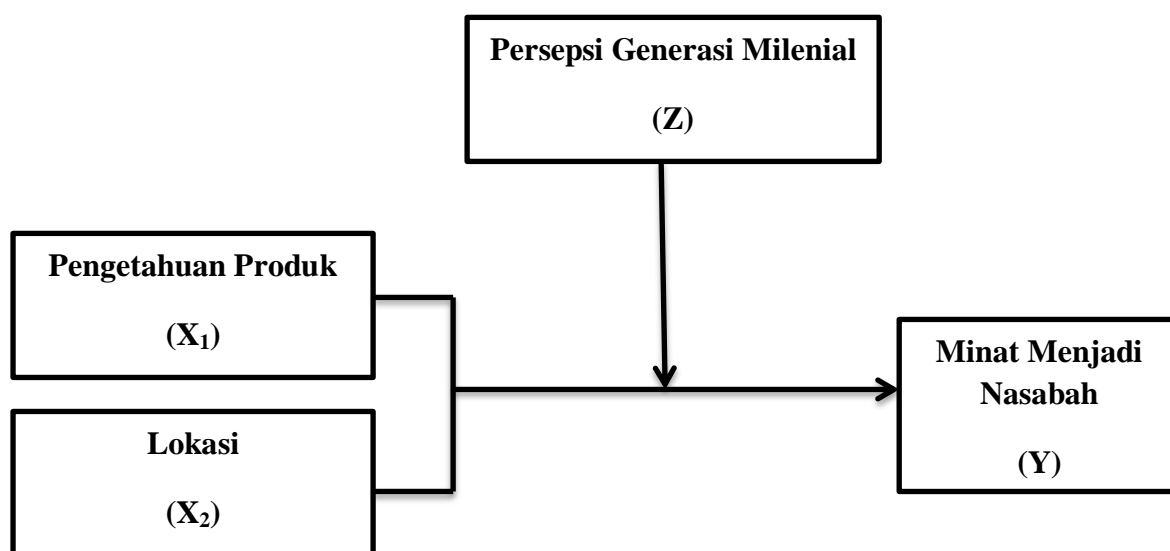 Persepsi Generasi Milenial
(Z)
Pengetahuan Produk
(X₁)
Lokasi
(X₂)
Minat Menjadi
Nasabah
(Y)